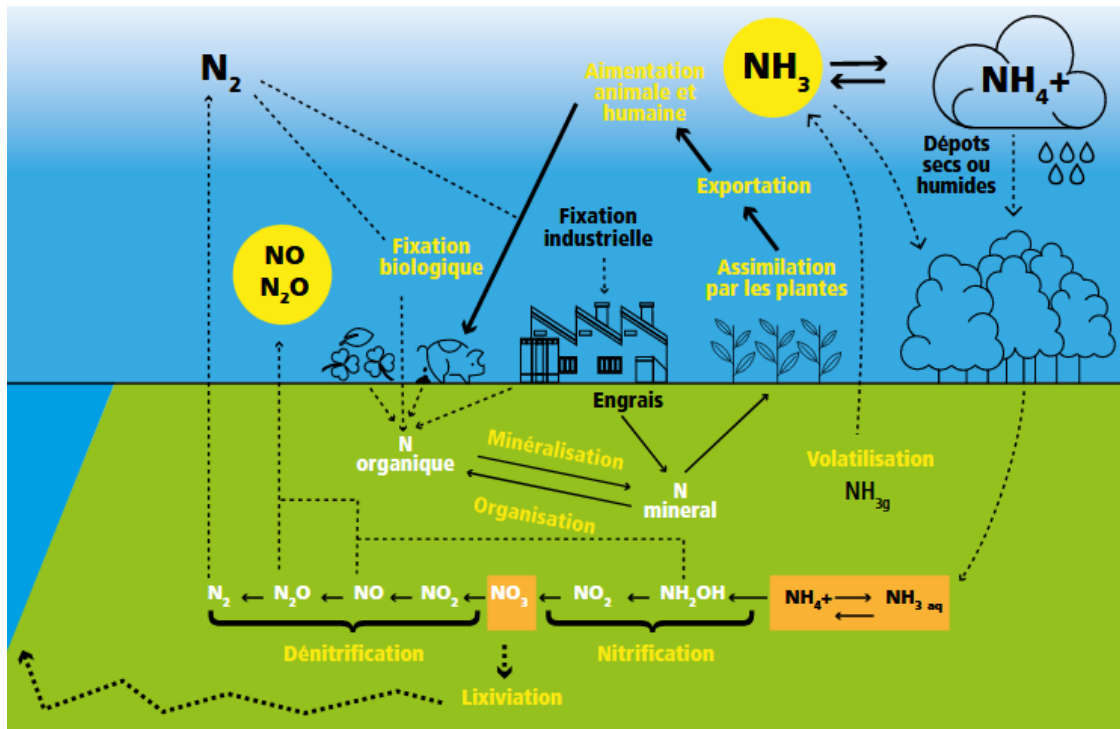 N₂
Aimentation
animale et
humaine
NH₃
NH₄+
Dépots
secs ou
humides
Exportation
Fixation
industrielle
Fixation
biologique
NO
N₂O
Assimilation
par les plantes
Engrais
N
organique
Minéralisation
Organisation
N
mineral
Volatilisation
NH₃g
N₂
N₂O
NO
NO₂
NO₃
NO₂
NH₂OH
NH₄+
NH₃ aq
Dénitrification
Nitrification
Lixiviation